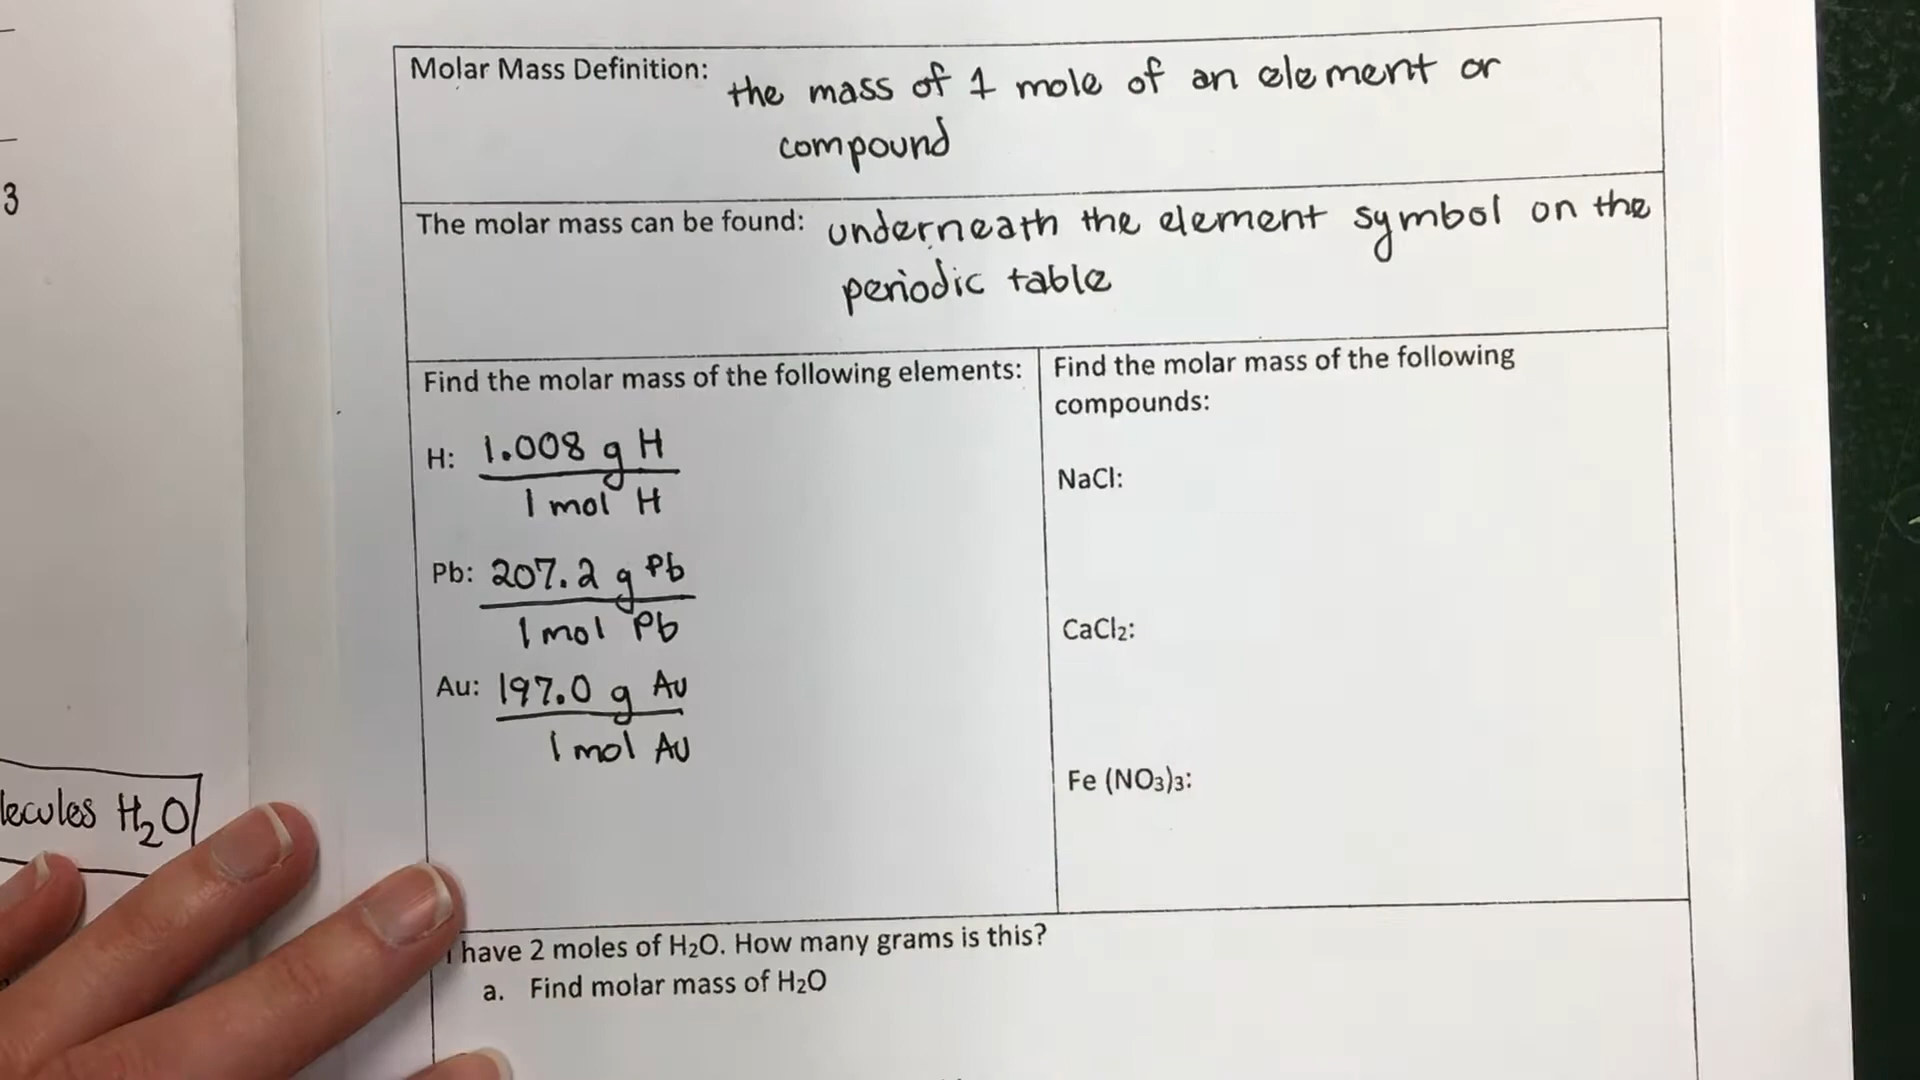 3
Molar Mass Definition: the mass of 1 mole of an element or
compound
The molar mass can be found: underneath the element symbol on the
periodic table
Find the molar mass of the following elements:
H: 1.008 g H
1 mol H
Pb: 207.2 g Pb
1 mol Pb
Au: 197.0 g Au
1 mol Au
Find the molar mass of the following
compounds:
NaCl:
CaCl₂:
Fe (NO₃)₃:
lecules H₂O
I have 2 moles of H₂O. How many grams is this?
a. Find molar mass of H₂O